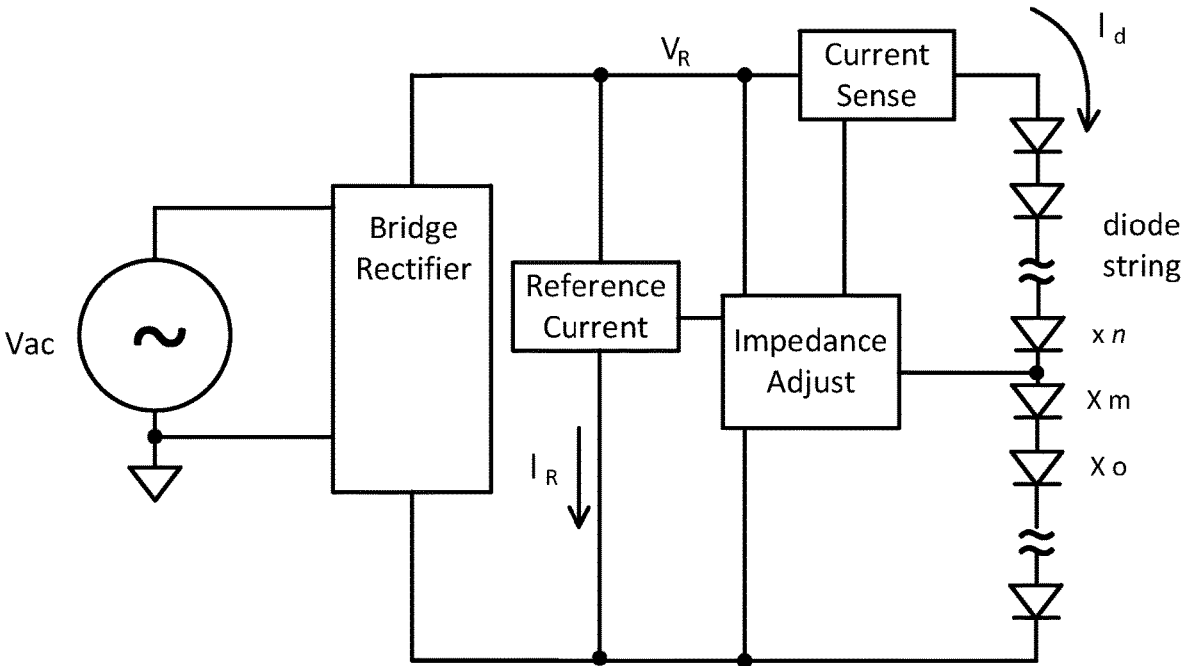 I d
V R
Current
Sense
Bridge
Rectifier
diode
string
Reference
Current
Vac
x n
Impedance
Adjust
X m
I R
X o